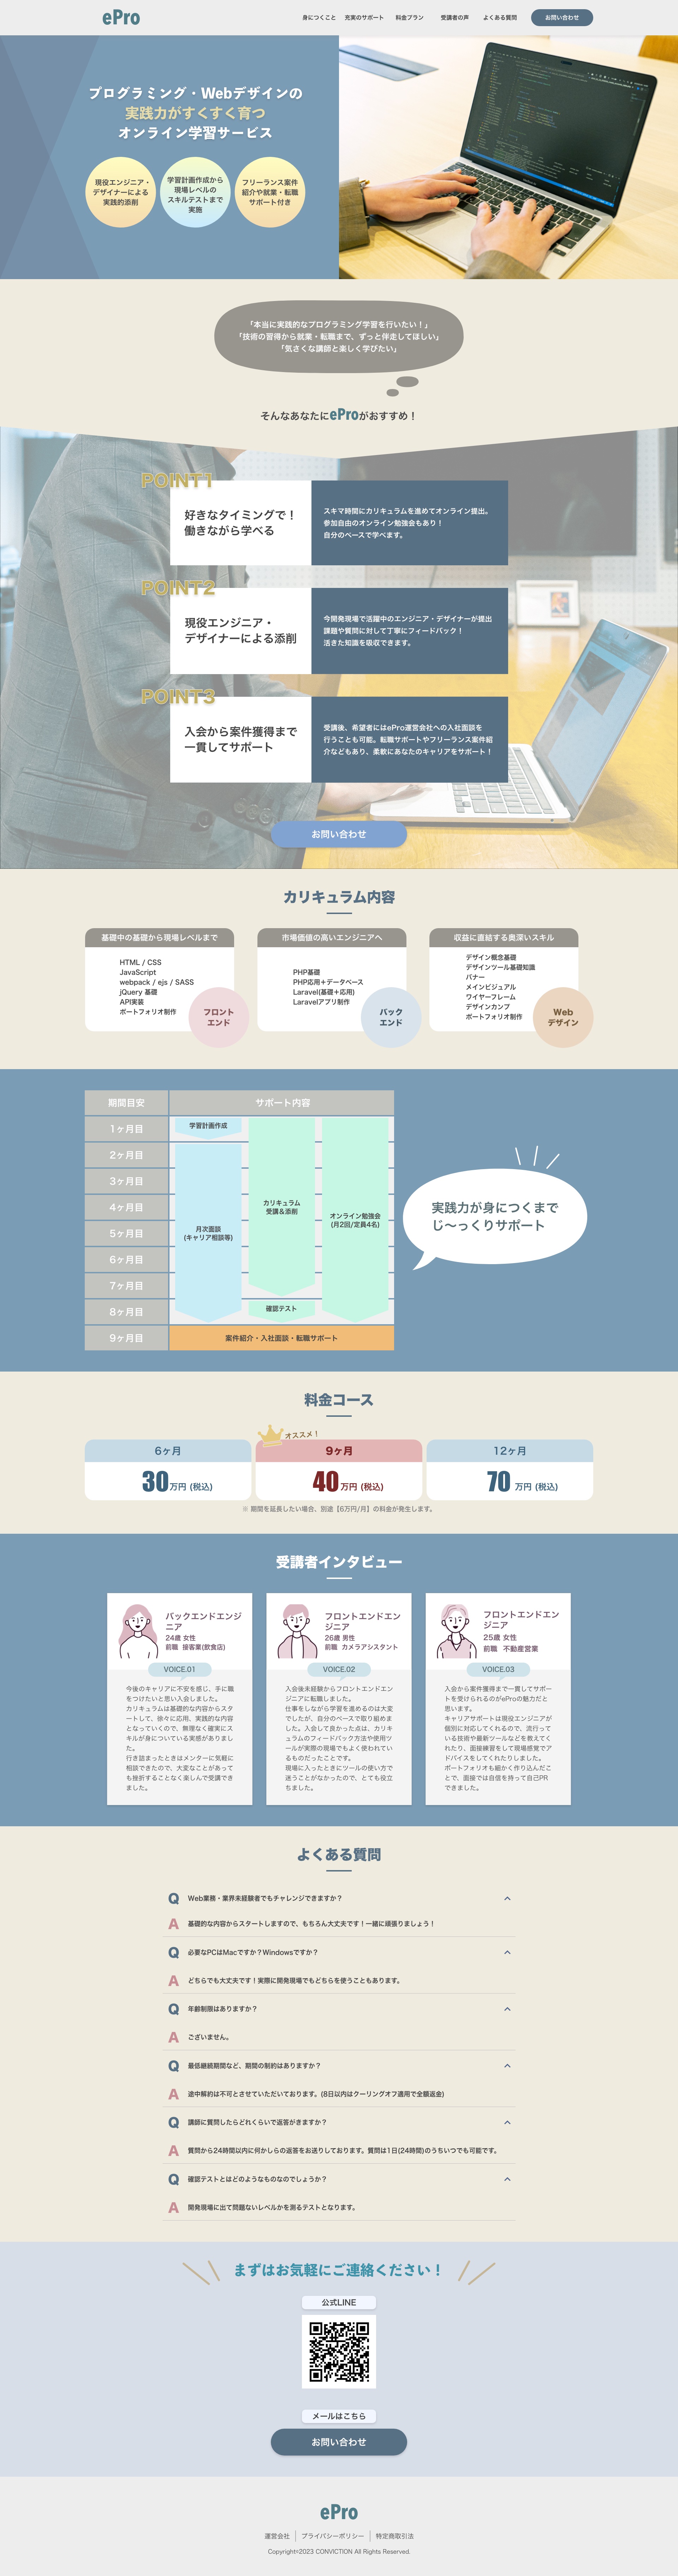 ePro
身につくこと
充実のサポート
料金プラン
受講者の声
よくある質問
お問い合わせ
プログラミング・Webデザインの
実践力がすくすく育つ
オンライン学習サービス
現役エンジニア・
デザイナーによる
実践的添削
学習計画作成から
現場レベルの
スキルテストまで
実施
フリーランス案件
紹介や就業・転職
サポート付き
「本当に実践的なプログラミング学習を行いたい！」
「技術の習得から就業・転職まで、ずっと伴走してほしい」
「気さくな講師と楽しく学びたい」
そんなあなたにeProがおすすめ！
POINT1
好きなタイミングで！
働きながら学べる
スキマ時間にカリキュラムを進めてオンライン提出。
参加自由のオンライン勉強会もあり！
自分のペースで学べます。
POINT2
現役エンジニア・
デザイナーによる添削
今開発現場で活躍中のエンジニア・デザイナーが提出
課題や質問に対して丁寧にフィードバック！
活きた知識を吸収できます。
POINT3
入会から案件獲得まで
一貫してサポート
受講後、希望者にはePro運営会社への入社面談を
行うことも可能。転職サポートやフリーランス案件紹
介などもあり、柔軟にあなたのキャリアをサポート！
お問い合わせ
カリキュラム内容
基礎中の基礎から現場レベルまで
HTML / CSS
JavaScript
webpack / ejs / SASS
jQuery 基礎
API実装
ポートフォリオ制作
フロント
エンド
市場価値の高いエンジニアへ
PHP基礎
PHP応用＋データベース
Laravel(基礎＋応用)
Laravelアプリ制作
バック
エンド
収益に直結する奥深いスキル
デザイン概念基礎
デザインツール基礎知識
バナー
メインビジュアル
ワイヤーフレーム
デザインカンプ
ポートフォリオ制作
Web
デザイン
期間目安
サポート内容
1ヶ月目
2ヶ月目
3ヶ月目
4ヶ月目
5ヶ月目
6ヶ月目
7ヶ月目
8ヶ月目
9ヶ月目
学習計画作成
月次面談
(キャリア相談等)
カリキュラム
受講＆添削
確認テスト
オンライン勉強会
(月2回/定員4名)
案件紹介・入社面談・転職サポート
実践力が身につくまで
じ〜っくりサポート
料金コース
6ヶ月
30万円 (税込)
オススメ！
9ヶ月
40万円 (税込)
12ヶ月
70 万円 (税込)
※ 期間を延長したい場合、別途【6万円/月】の料金が発生します。
受講者インタビュー
バックエンドエンジ
ニア
24歳 女性
前職 接客業(飲食店)
VOICE.01
今後のキャリアに不安を感じ、手に職
をつけたいと思い入会しました。
カリキュラムは基礎的な内容からスタ
ートして、徐々に応用、実践的な内容
となっていくので、無理なく確実にス
キルが身についている実感がありまし
た。
行き詰まったときはメンターに気軽に
相談できたので、大変なことがあって
も挫折することなく楽しんで受講でき
ました。
フロントエンドエン
ジニア
26歳 男性
前職 カメラアシスタント
VOICE.02
入会後未経験からフロントエンドエン
ジニアに転職しました。
仕事をしながら学習を進めるのは大変
でしたが、自分のペースで取り組めま
した。入会して良かった点は、カリキ
ュラムのフィードバック方法や使用ツ
ールが実際の現場でもよく使われてい
るものだったことです。
現場に入ったときにツールの使い方で
迷うことがなかったので、とても役立
ちました。
フロントエンドエン
ジニア
25歳 女性
前職 不動産営業
VOICE.03
入会から案件獲得まで一貫してサポー
トを受けられるのがeProの魅力だと
思います。
キャリアサポートは現役エンジニアが
個別に対応してくれるので、流行って
いる技術や最新ツールなどを教えてく
れたり、面接練習をして現場感覚でア
ドバイスをしてくれたりしました。
ポートフォリオも細かく作り込んだこ
とで、面接では自信を持って自己PR
できました。
よくある質問
Q Web業務・業界未経験者でもチャレンジできますか？
A 基礎的な内容からスタートしますので、もちろん大丈夫です！一緒に頑張りましょう！
Q 必要なPCはMacですか？Windowsですか？
A どちらでも大丈夫です！実際に開発現場でもどちらを使うこともあります。
Q 年齢制限はありますか？
A ございません。
Q 最低継続期間など、期間の制約はありますか？
A 途中解約は不可とさせていただいております。(8日以内はクーリングオフ適用で全額返金)
Q 講師に質問したらどれくらいで返答がきますか？
A 質問から24時間以内に何かしらの返答をお送りしております。質問は1日(24時間)のうちいつでも可能です。
Q 確認テストとはどのようなものなのでしょうか？
A 開発現場に出て問題ないレベルかを測るテストとなります。
まずはお気軽にご連絡ください！
公式LINE
メールはこちら
お問い合わせ
ePro
運営会社
プライバシーポリシー
特定商取引法
Copyright©2023 CONVICTION All Rights Reserved.